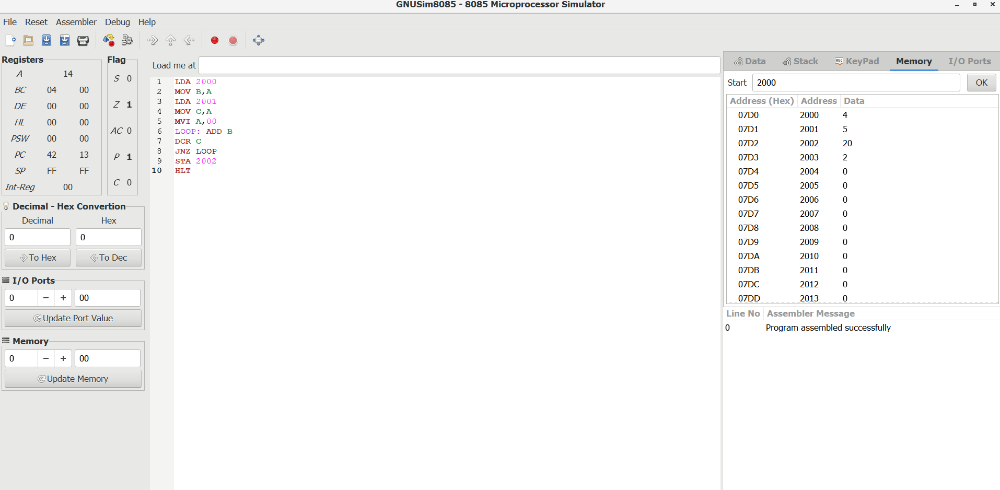 GNUSim8085 - 8085 Microprocessor Simulator
File Reset Assembler Debug Help
Registers
A 14
BC 04 00
DE 00 00
HL 00 00
PSW 00 00
PC 42 13
SP FF FF
Int-Reg 00
Flag
S 0
Z 1
AC 0
P 1
C 0
Decimal - Hex Convertion
Decimal Hex
0 0
To Hex To Dec
I/O Ports
0 − + 00
Update Port Value
Memory
0 − + 00
Update Memory
Load me at
1 LDA 2000
2 MOV B,A
3 LDA 2001
4 MOV C,A
5 MVI A,00
6 LOOP: ADD B
7 DCR C
8 JNZ LOOP
9 STA 2002
10 HLT
Data Stack Abc KeyPad Memory I/O Ports
Start 2000 OK
Address (Hex) Address Data
07D0 2000 4
07D1 2001 5
07D2 2002 20
07D3 2003 2
07D4 2004 0
07D5 2005 0
07D6 2006 0
07D7 2007 0
07D8 2008 0
07D9 2009 0
07DA 2010 0
07DB 2011 0
07DC 2012 0
07DD 2013 0
Line No Assembler Message
0 Program assembled successfully